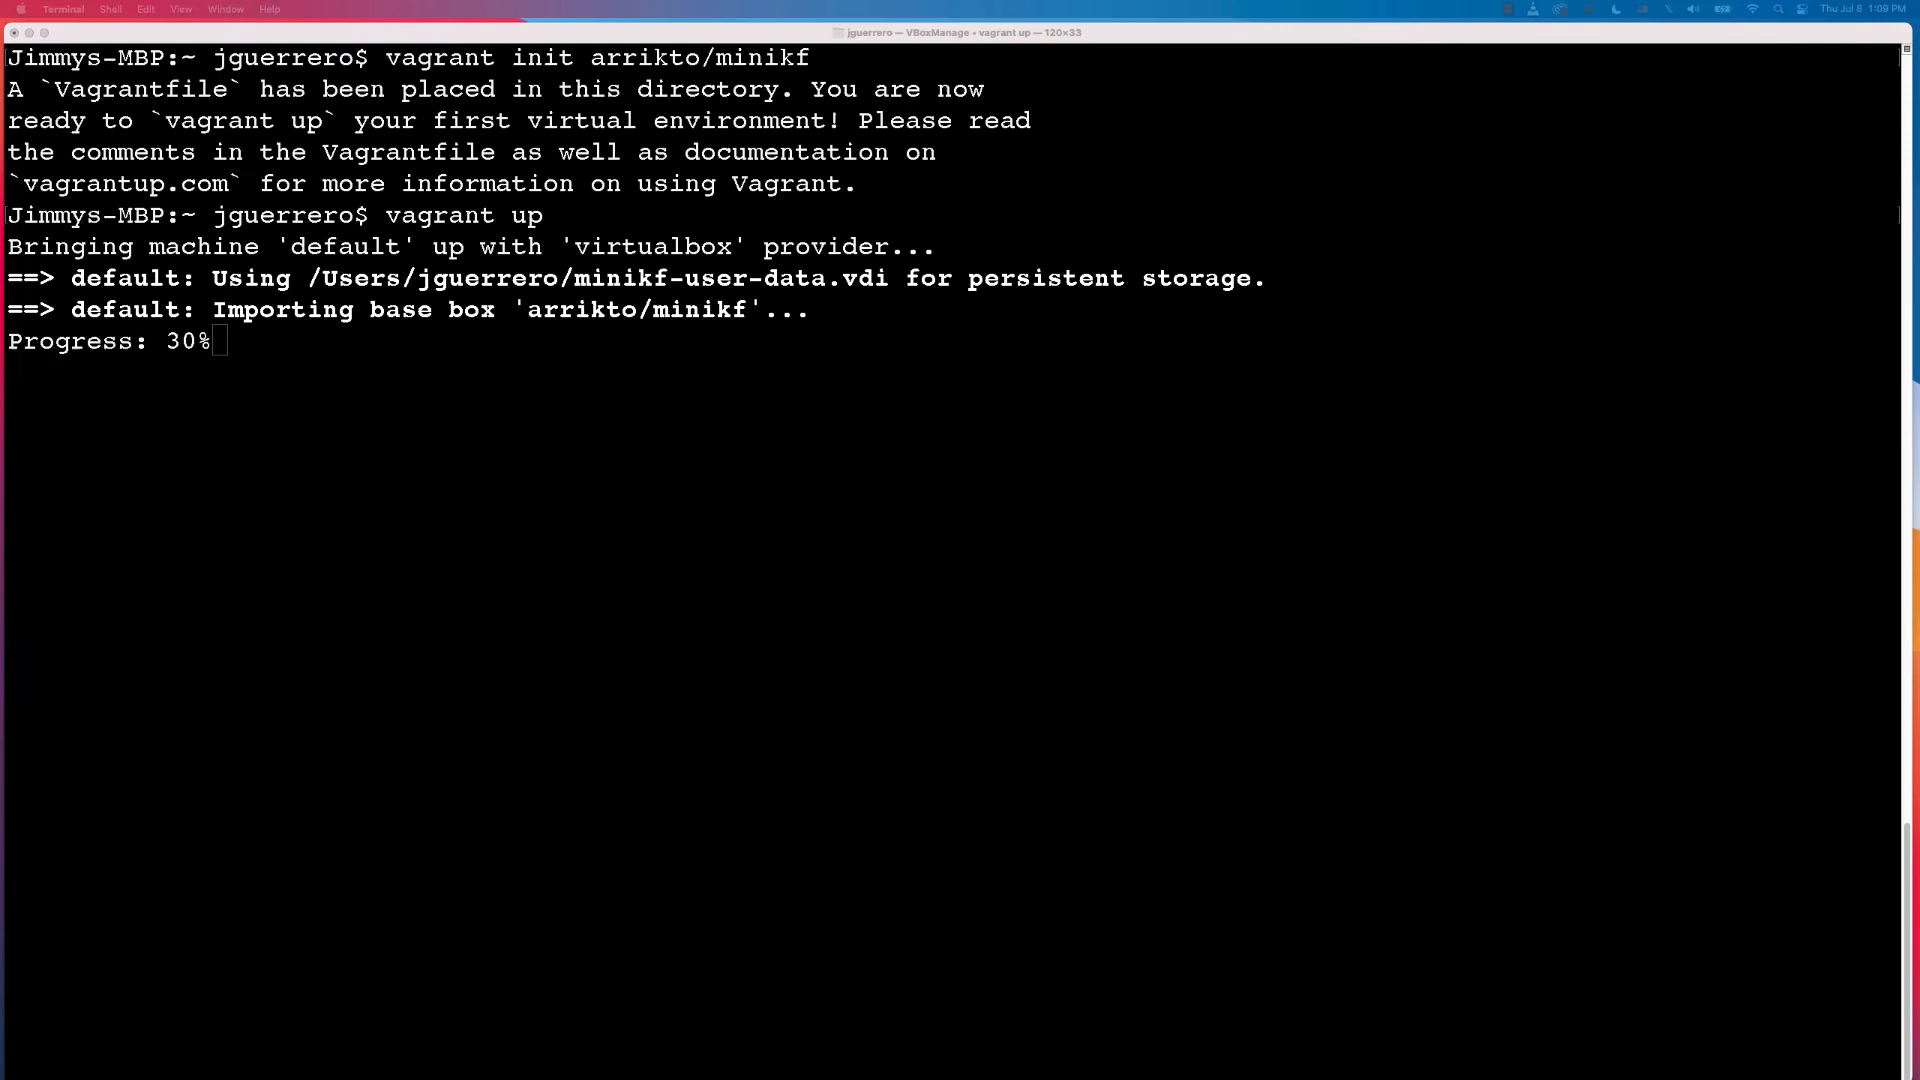 Terminal Shell Edit View Window Help Thu Jul 8 1:09 PM
jguerrero — VBoxManage • vagrant up — 120×33
Jimmys-MBP:~ jguerrero$ vagrant init arrikto/minikf
A `Vagrantfile` has been placed in this directory. You are now
ready to `vagrant up` your first virtual environment! Please read
the comments in the Vagrantfile as well as documentation on
`vagrantup.com` for more information on using Vagrant.
Jimmys-MBP:~ jguerrero$ vagrant up
Bringing machine 'default' up with 'virtualbox' provider...
==> default: Using /Users/jguerrero/minikf-user-data.vdi for persistent storage.
==> default: Importing base box 'arrikto/minikf'...
Progress: 30%